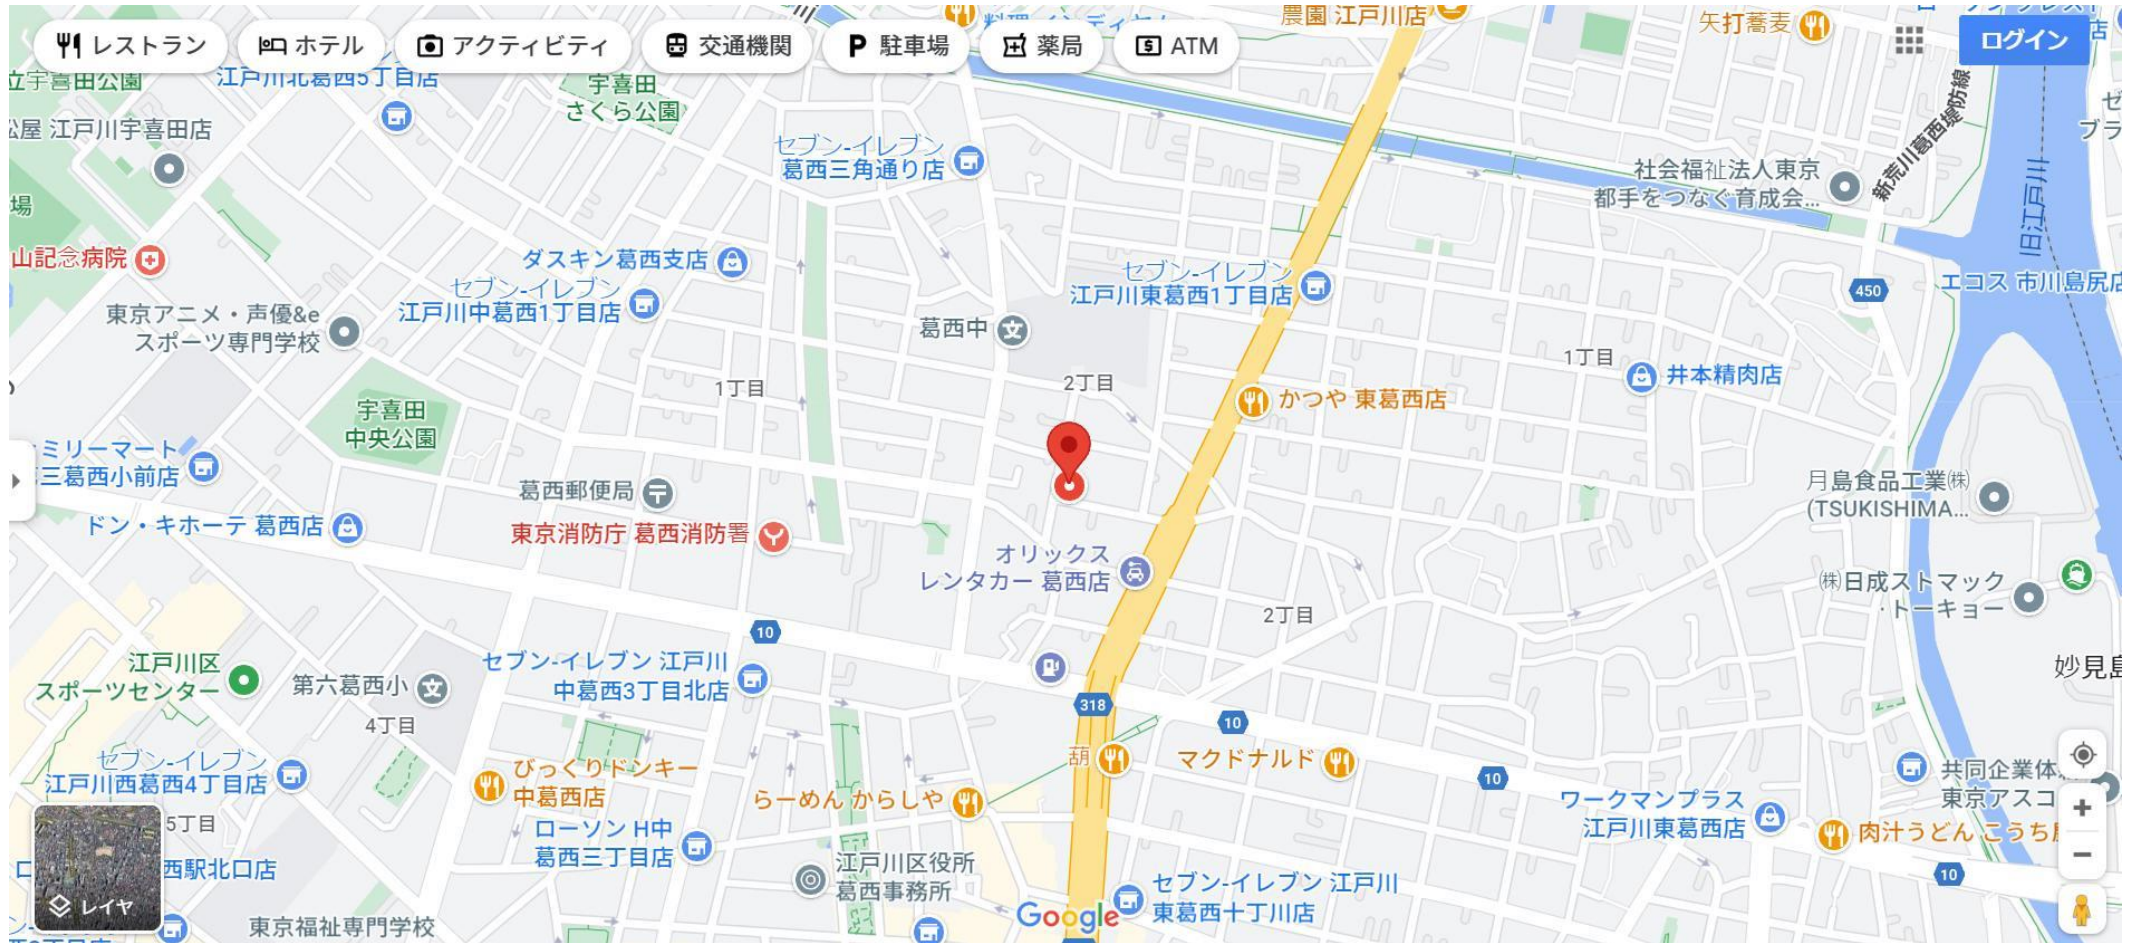 レストラン
ホテル
アクティビティ
交通機関
駐車場
薬局
ATM
農園 江戸川店
矢打蕎麦
ログイン
立宇喜田公園
江戸川北葛西5丁目店
宇喜田
さくら公園
屋 江戸川宇喜田店
セブン-イレブン
葛西三角通り店
社会福祉法人東京
都手をつなぐ育成会...
新荒川葛西堤防線
旧江戸川
場
山記念病院
ダスキン葛西支店
セブン-イレブン
江戸川中葛西1丁目店
セブン-イレブン
江戸川東葛西1丁目店
450
エコス 市川島尻店
東京アニメ・声優&e
スポーツ専門学校
葛西中
1丁目
2丁目
1丁目
井本精肉店
かつや 東葛西店
宇喜田
中央公園
ミリーマート
三葛西小前店
葛西郵便局
月島食品工業㈱
(TSUKISHIMA...
ドン・キホーテ 葛西店
東京消防庁 葛西消防署
オリックス
レンタカー 葛西店
㈱日成ストマック
・トーキョー
2丁目
10
江戸川区
スポーツセンター
第六葛西小
4丁目
セブン-イレブン 江戸川
中葛西3丁目北店
妙見島
318
10
葫
マクドナルド
10
セブン-イレブン
江戸川西葛西4丁目店
びっくりドンキー
中葛西店
らーめん からしや
ワークマンプラス
江戸川東葛西店
共同企業体
東京アスコ
5丁目
ローソン H中
葛西三丁目店
肉汁うどん こうち
西駅北口店
江戸川区役所
葛西事務所
10
レイヤ
セブン-イレブン 江戸川
東葛西十丁川店
東京福祉専門学校
Google